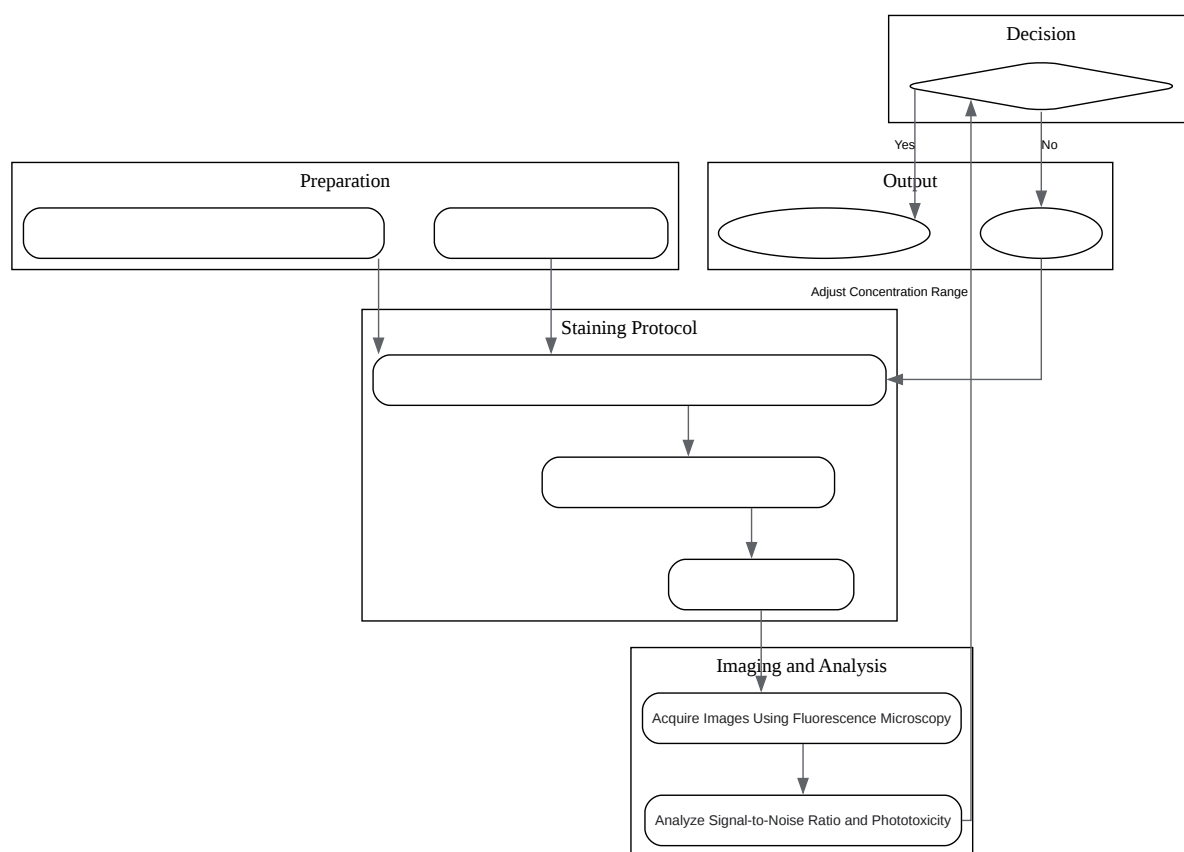 Decision
Yes
No
Preparation
Output
Adjust Concentration Range
Staining Protocol
Imaging and Analysis
Acquire Images Using Fluorescence Microscopy
Analyze Signal-to-Noise Ratio and Phototoxicity